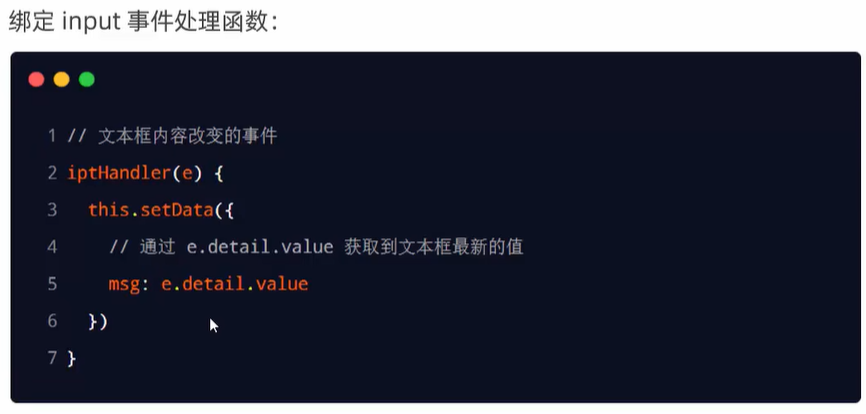 绑定 input 事件处理函数：
1 // 文本框内容改变的事件
2 iptHandler(e) {
3   this.setData({
4     // 通过 e.detail.value 获取到文本框最新的值
5     msg: e.detail.value
6   })
7 }